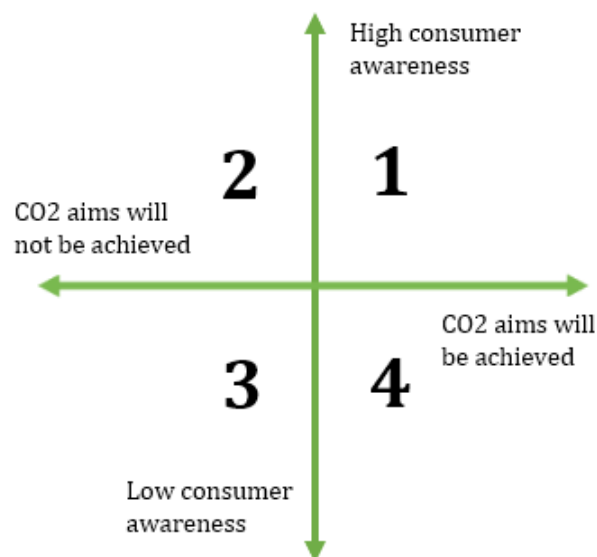 High consumer
awareness
2
1
CO2 aims will
not be achieved
CO2 aims will
be achieved
3
4
Low consumer
awareness